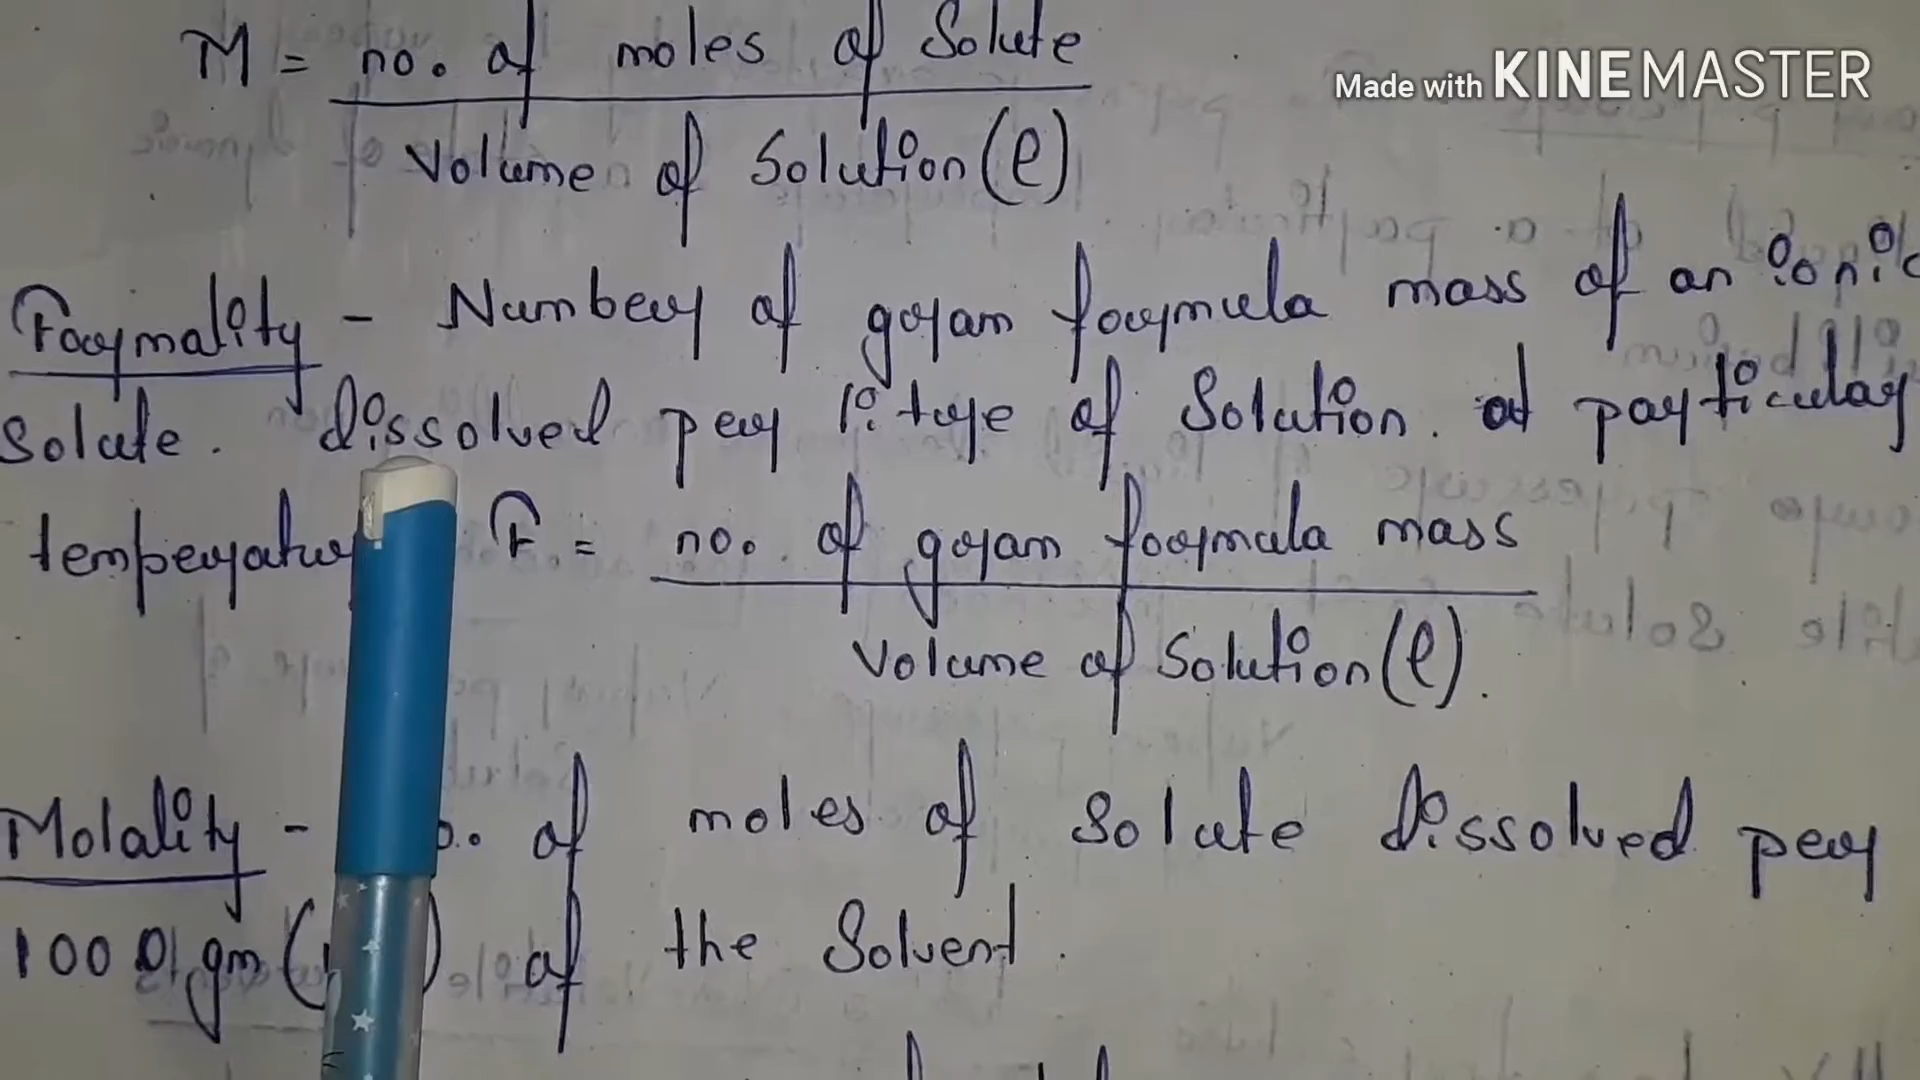 M = no. of moles of Solute
Made with KINEMASTER
Volume of Solution (l)
Formality - Number of gram formula mass of an ionic
Solute. dissolved per litre of Solution. at particular
F = no. of gram formula mass
Volume of Solution (l).
Molality - of moles of Solute dissolved per
1000 gm ( ) of the Solvent.